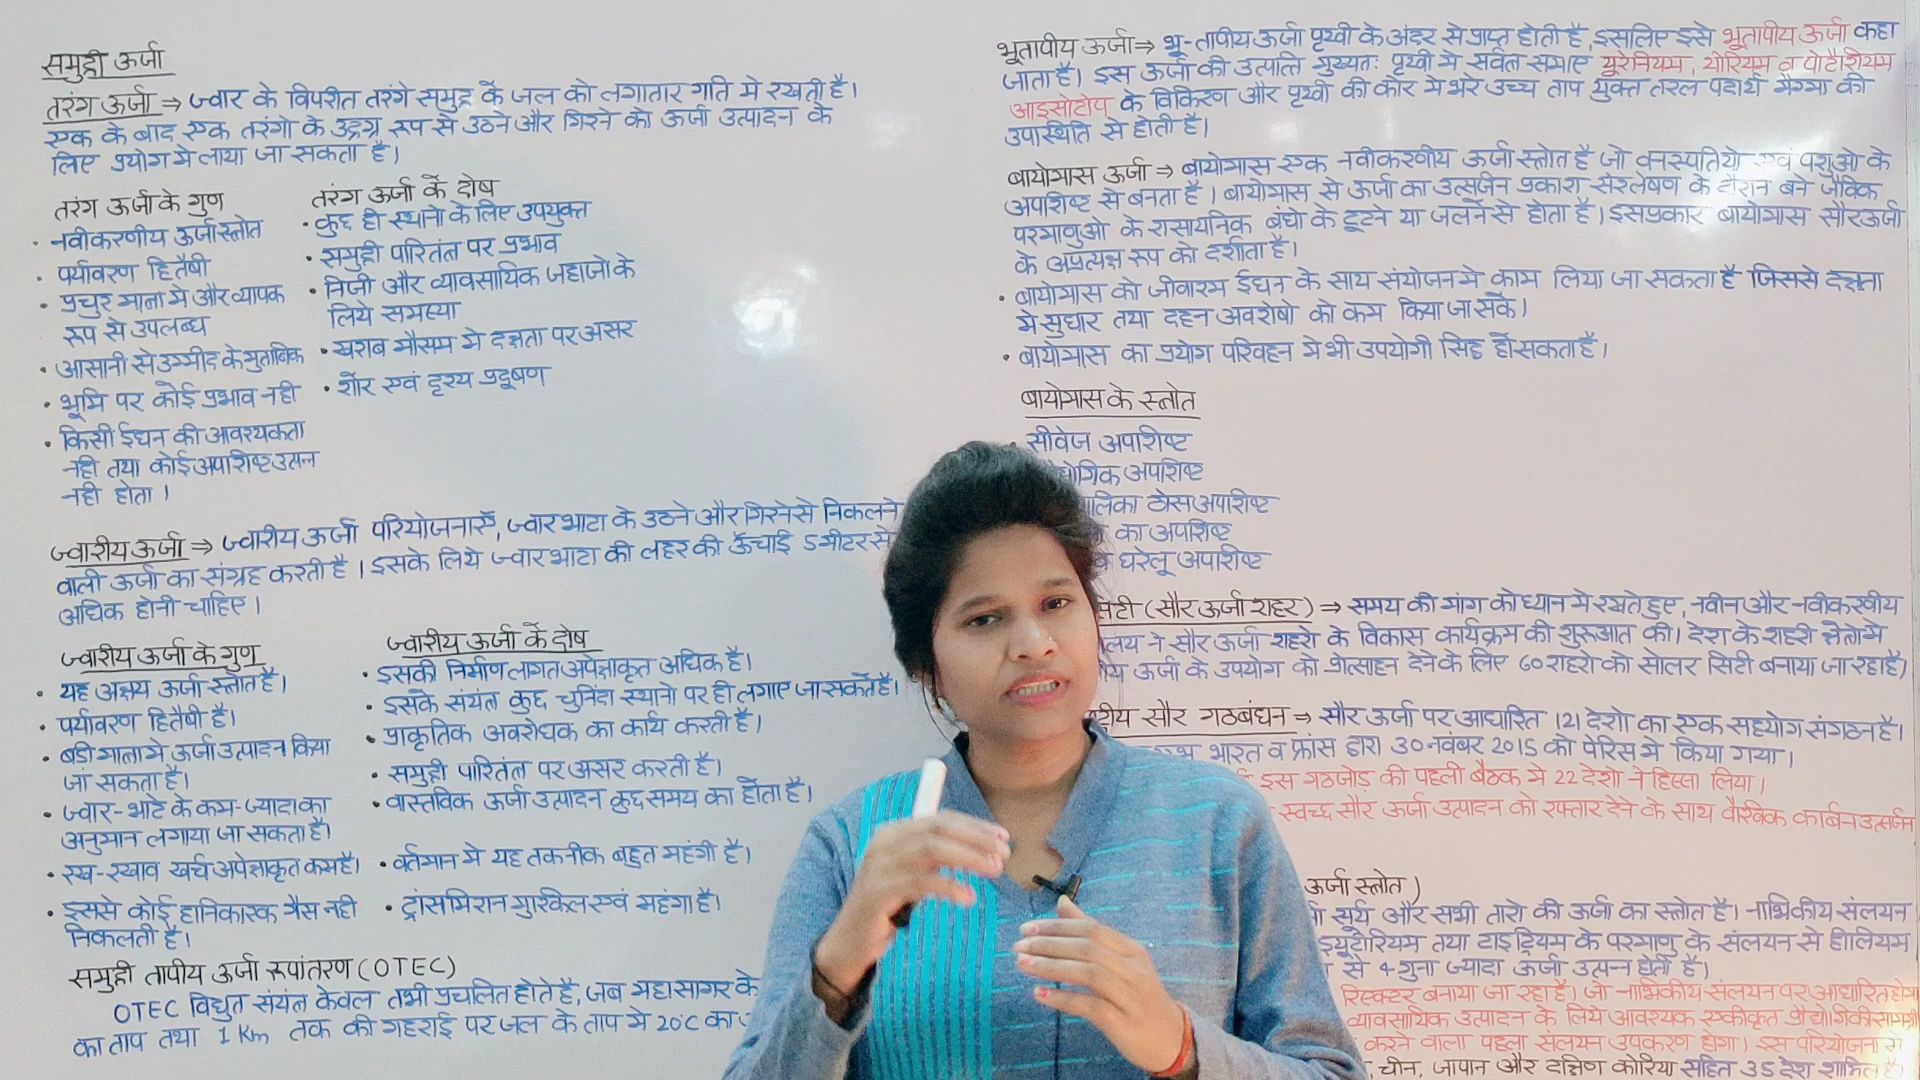 समुद्री ऊर्जा
तरंग ऊर्जा ⇒ ज्वार के विपरीत तरंगे समुद्र के जल को लगातार गति मे रखती है।
एक के बाद एक तरंगो के उद्वग्र रूप से उठने और गिरने को ऊर्जा उत्पादन के
लिए प्रयोग मे लाया जा सकता है।
तरंग ऊर्जा के गुण
• नवीकरणीय ऊर्जा स्त्रोत
• पर्यावरण हितैषी
• प्रचुर मात्रा मे और व्यापक
रूप से उपलब्ध
• आसानी से उम्मीद के मुताबिक
• भूमि पर कोई प्रभाव नही
• किसी ईधन की आवश्यकता
नही तथा कोई अपशिष्ट उत्पन्न
नही होता।
तरंग ऊर्जा के दोष
• कुछ ही स्थानो के लिए उपयुक्त
• समुद्री पारितंत्र पर प्रभाव
• निजी और व्यावसायिक जहाजो के
लिये समस्या
• खराब मौसम मे दक्षता पर असर
• शोर एवं दृश्य प्रदूषण
ज्वारीय ऊर्जा ⇒ ज्वारीय ऊर्जा परियोजनाएँ, ज्वार भाटा के उठने और गिरने से निकलने
वाली ऊर्जा का संग्रह करती है। इसके लिये ज्वार भाटा की लहर की ऊँचाई 5 मीटर से
अधिक होनी चाहिए।
ज्वारीय ऊर्जा के गुण
• यह अक्षय ऊर्जा स्त्रोत है।
• पर्यावरण हितैषी है।
• बडी मात्रा मे ऊर्जा उत्पादन किया
जा सकता है।
• ज्वार-भाटे के कम-ज्यादा का
अनुमान लगाया जा सकता है।
• रख-रखाव खर्च अपेक्षाकृत कम है।
• इससे कोई हानिकारक गैस नही
निकलती है।
ज्वारीय ऊर्जा के दोष
• इसकी निर्माण लागत अपेक्षाकृत अधिक है।
• इसके संयंत्र कुछ चुनिंदा स्थानो पर ही लगाए जा सकते है।
• प्राकृतिक अवरोधक का कार्य करती है।
• समुद्री पारितंत्र पर असर करती है।
• वास्तविक ऊर्जा उत्पादन कुछ समय का होता है।
• वर्तमान मे यह तकनीक बहुत महंगी है।
• ट्रांसमिशन मुश्किल एवं महंगा है।
समुद्री तापीय ऊर्जा रूपांतरण (OTEC)
OTEC विद्युत संयंत्र केवल तभी प्रचलित होते है, जब महासागर के
का ताप तथा 1 Km तक की गहराई पर जल के ताप मे 20°C का
भूतापीय ऊर्जा ⇒ भू-तापीय ऊर्जा पृथ्वी के अंदर से प्राप्त होती है, इसलिए इसे भूतापीय ऊर्जा कहा
जाता है। इस ऊर्जा की उत्पत्ति मुख्यतः पृथ्वी मे सर्वत्र समाए यूरेनियम, थोरियम व पोटैशियम
आइसोटोप के विकिरण और पृथ्वी की कोर मे भरे उच्च ताप युक्त तरल पदार्थ मैग्मा की
उपस्थिति से होती है।
बायोमास ऊर्जा ⇒ बायोमास एक नवीकरणीय ऊर्जा स्त्रोत है जो वनस्पतियो एवं पशुओ के
अपशिष्ट से बनता है। बायोमास से ऊर्जा का उत्सर्जन प्रकाश संश्लेषण के दौरान बने जैविक
परमाणुओ के रासायनिक बंधो के टूटने या जलने से होता है। इसप्रकार बायोमास सौर ऊर्जा
के अप्रत्यक्ष रूप को दर्शाता है।
• बायोमास को जीवाश्म ईधन के साथ संयोजन मे काम लिया जा सकता है जिससे दक्षता
मे सुधार तथा दहन अवशेषो को कम किया जा सके।
• बायोमास का प्रयोग परिवहन मे भी उपयोगी सिद्ध हो सकता है।
बायोमास के स्त्रोत
• सीवेज अपशिष्ट
अपशिष्ट
ठोस अपशिष्ट
का अपशिष्ट
घरेलू अपशिष्ट
सिटी (सौर ऊर्जा शहर) ⇒ समय की मांग को ध्यान मे रखते हुए, नवीन और नवीकरणीय
ने सौर ऊर्जा शहरो के विकास कार्यक्रम की शुरूआत की। देश के शहरी क्षेत्रो मे
ऊर्जा के उपयोग को प्रोत्साहन देने के लिए 60 शहरो को सोलर सिटी बनाया जा रहा है)
सौर गठबंधन ⇒ सौर ऊर्जा पर आधारित 121 देशो का एक सहयोग संगठन है।
भारत व फ्रांस द्वारा 30 नवंबर 2015 को पेरिस मे किया गया।
इस गठजोड़ की पहली बैठक मे 22 देशो ने हिस्सा लिया।
स्वच्छ सौर ऊर्जा उत्पादन को रफ्तार देने के साथ वैश्विक कार्बन उत्सर्जन
ऊर्जा स्त्रोत)
सूर्य और सभी तारो की ऊर्जा का स्त्रोत है। नाभिकीय संलयन
ड्यूटीरियम तथा टाइट्रियम के परमाणु के संलयन से हीलियम
से 4 गुना ज्यादा ऊर्जा उत्पन्न होती है।
रिएक्टर बनाया जा रहा है। जो नाभिकीय संलयन पर आधारित होगा
व्यावसायिक उत्पादन के लिये आवश्यक एकीकृत प्रौद्योगिकी सामग्री
करने वाला पहला संलयन उपकरण होगा। इस परियोजना मे
, चीन, जापान और दक्षिण कोरिया सहित 35 देश शामिल है।